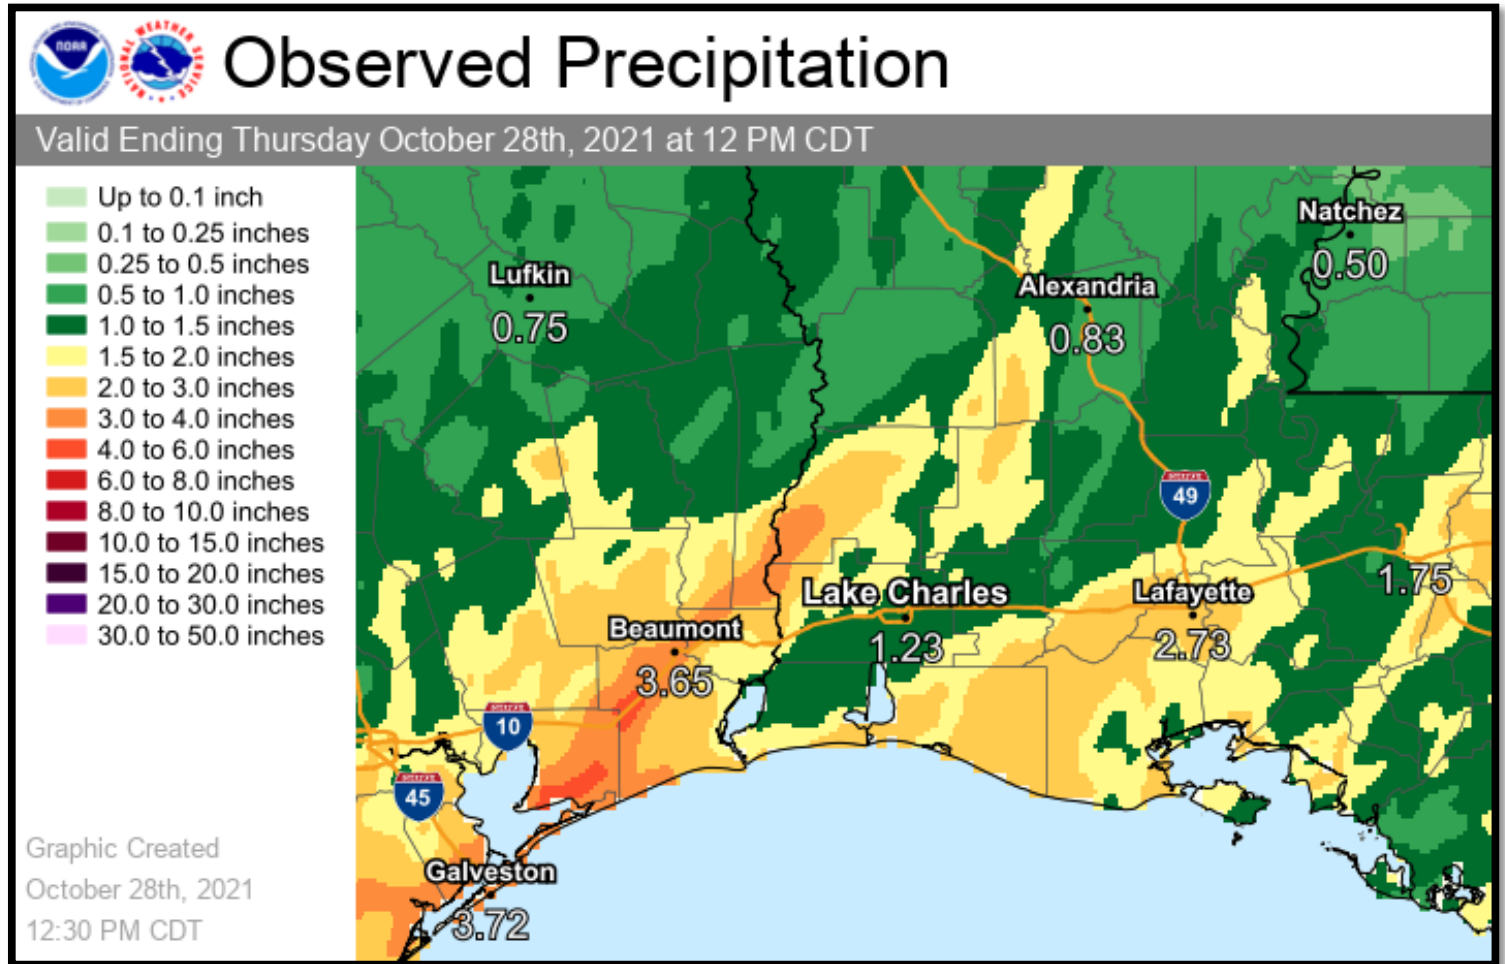 NOAA
NATIONAL WEATHER SERVICE
Observed Precipitation
Valid Ending Thursday October 28th, 2021 at 12 PM CDT
Up to 0.1 inch
0.1 to 0.25 inches
0.25 to 0.5 inches
0.5 to 1.0 inches
1.0 to 1.5 inches
1.5 to 2.0 inches
2.0 to 3.0 inches
3.0 to 4.0 inches
4.0 to 6.0 inches
6.0 to 8.0 inches
8.0 to 10.0 inches
10.0 to 15.0 inches
15.0 to 20.0 inches
20.0 to 30.0 inches
30.0 to 50.0 inches
Graphic Created
October 28th, 2021
12:30 PM CDT
Natchez
0.50
Lufkin
0.75
Alexandria
0.83
49
1.75
Lake Charles
1.23
Lafayette
2.73
Beaumont
3.65
10
45
Galveston
3.72